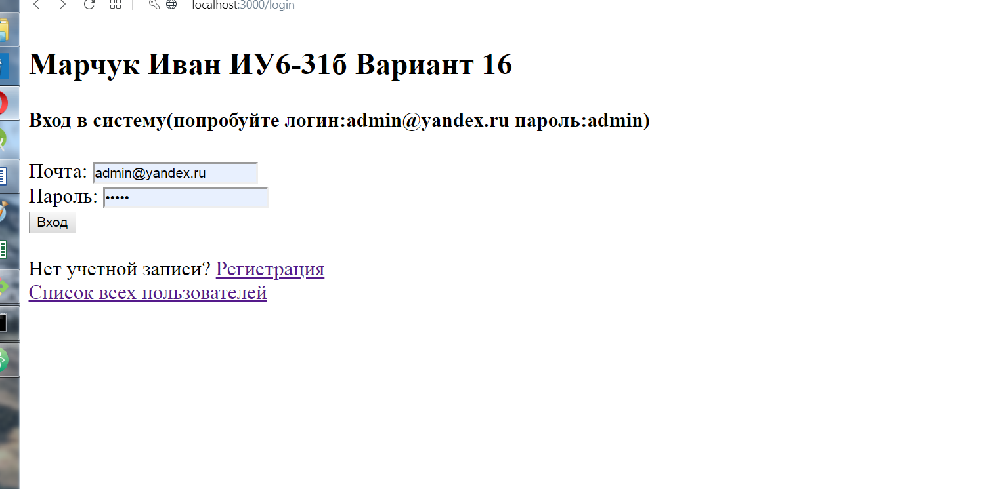 localhost:3000/login
Марчук Иван ИУ6-31б Вариант 16
Вход в систему(попробуйте логин:admin@yandex.ru пароль:admin)
Почта: admin@yandex.ru
Пароль: •••••
Вход
Нет учетной записи? Регистрация
Список всех пользователей